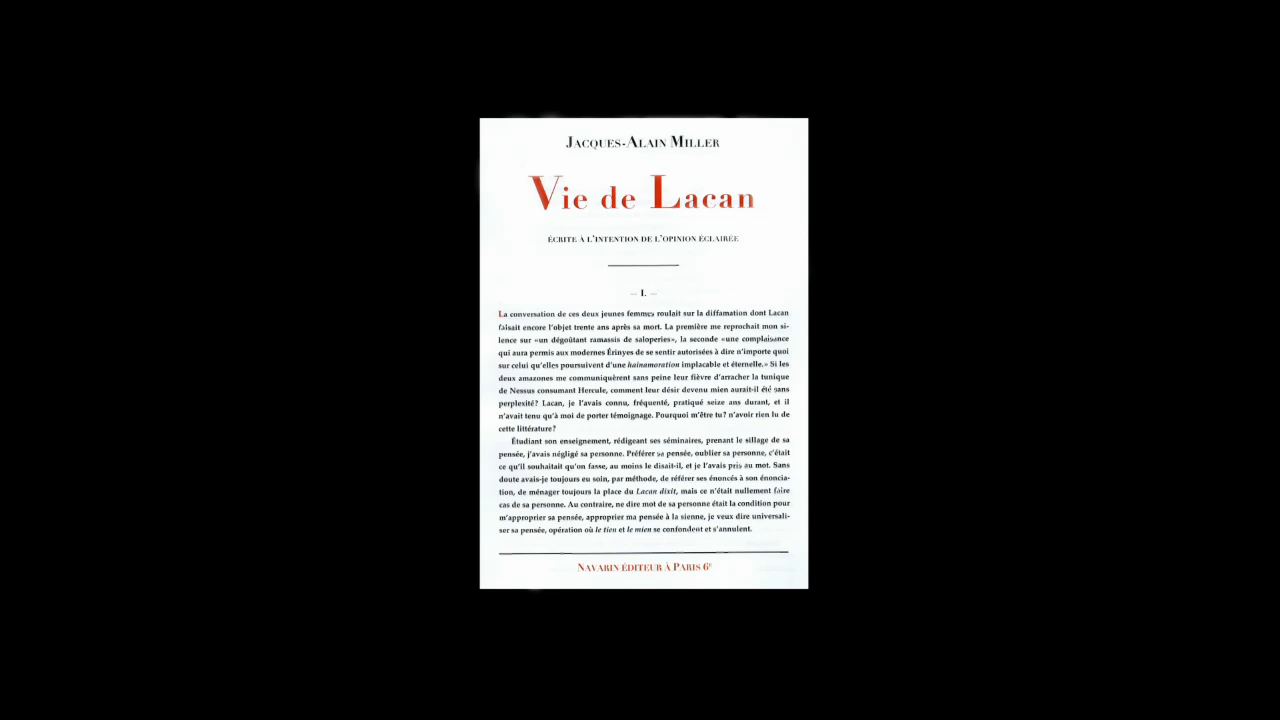 JACQUES-ALAIN MILLER
Vie de Lacan
ÉCRITE À L'INTENTION DE L'OPINION ÉCLAIRÉE
— I. —
La conversation de ces deux jeunes femmes roulait sur la diffamation dont Lacan
faisait encore l'objet trente ans après sa mort. La première me reprochait mon si-
lence sur «un dégoûtant ramassis de saloperies», la seconde «une complaisance
qui aura permis aux modernes Érinyes de se sentir autorisées à dire n'importe quoi
sur celui qu'elles poursuivent d'une hainamoration implacable et éternelle.» Si les
deux amazones me communiquèrent sans peine leur fièvre d'arracher la tunique
de Nessus consumant Hercule, comment leur désir devenu mien aurait-il été sans
perplexité? Lacan, je l'avais connu, fréquenté, pratiqué seize ans durant, et il
n'avait tenu qu'à moi de porter témoignage. Pourquoi m'être tu? n'avoir rien lu de
cette littérature?
Étudiant son enseignement, rédigeant ses séminaires, prenant le sillage de sa
pensée, j'avais négligé sa personne. Préférer sa pensée, oublier sa personne, c'était
ce qu'il souhaitait qu'on fasse, au moins le disait-il, et je l'avais pris au mot. Sans
doute avais-je toujours eu soin, par méthode, de référer ses énoncés à son énoncia-
tion, de ménager toujours la place du Lacan dixit, mais ce n'était nullement faire
cas de sa personne. Au contraire, ne dire mot de sa personne était la condition pour
m'approprier sa pensée, approprier ma pensée à la sienne, je veux dire universali-
ser sa pensée, opération où le tien et le mien se confondent et s'annulent.
NAVARIN ÉDITEUR À PARIS 6e